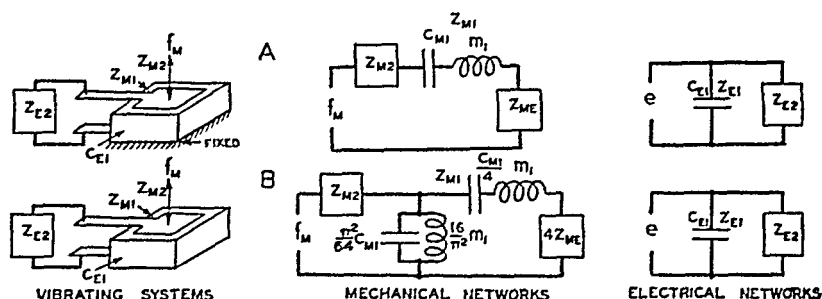 A
f_M
Z_M2
Z_M1
Z_E2
C_E1
FIXED
Z_M1
Z_M2
C_M1
m_1
f_M
Z_ME
e
C_E1
Z_E1
Z_E2
B
f_M
Z_M2
Z_M1
Z_E2
C_E1
Z_M2
Z_M1
C_M1/4
m_1
f_M
π²/64 C_M1
16/π² m_1
4Z_ME
e
C_E1
Z_E1
Z_E2
VIBRATING SYSTEMS
MECHANICAL NETWORKS
ELECTRICAL NETWORKS